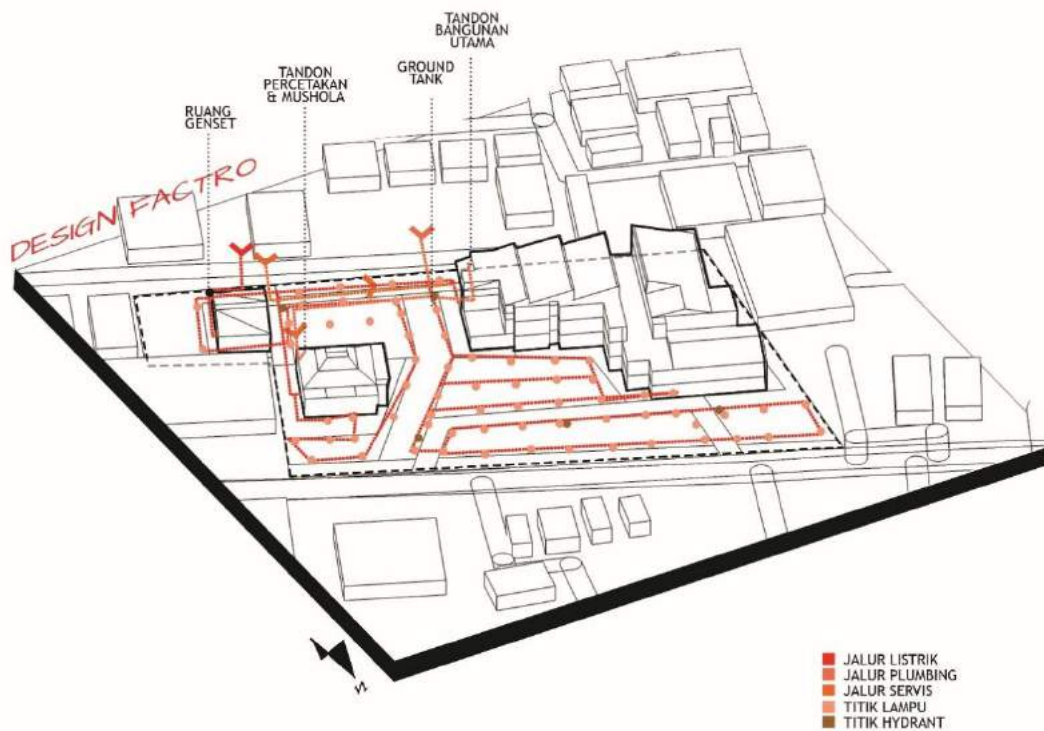 TANDON
BANGUNAN
UTAMA
TANDON
PERCETAKAN
& MUSHOLA
GROUND
TANK
RUANG
GENSET
DESIGN FACTRO
N
JALUR LISTRIK
JALUR PLUMBING
JALUR SERVIS
TITIK LAMPU
TITIK HYDRANT